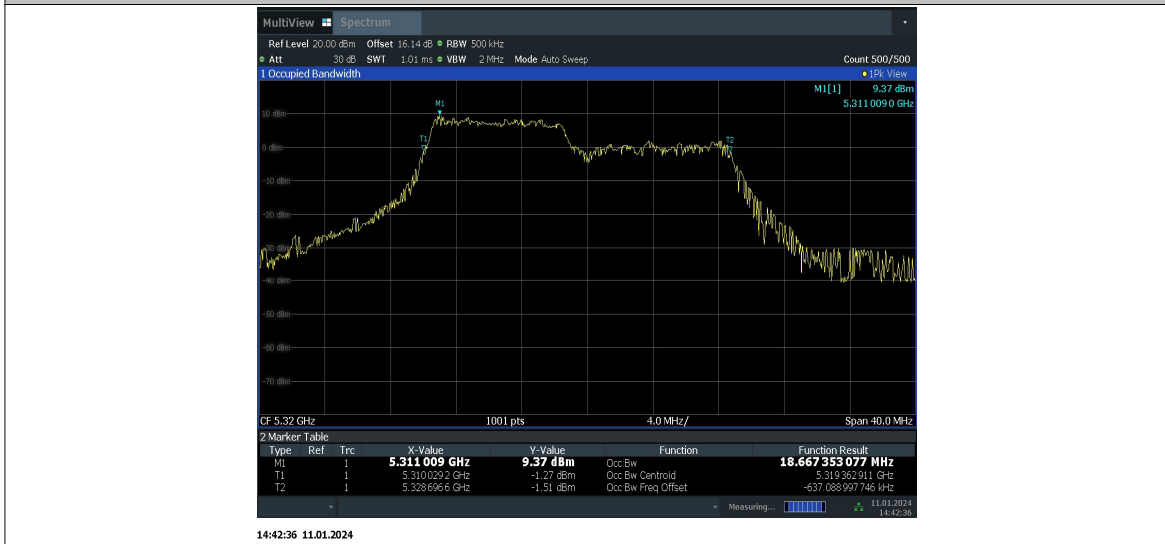 MultiView Spectrum
Ref Level 20.00 dBm Offset 16.14 dB RBW 500 kHz
Att 30 dB SWT 1.01 ms VBW 2 MHz Mode Auto Sweep Count 500/500
1 Occupied Bandwidth 1Pk View
M1[1] 9.37 dBm
5.311 009 0 GHz
M1
10 dBm
T1
T2
0 dBm
-10 dBm
-20 dBm
-30 dBm
-40 dBm
-50 dBm
-60 dBm
-70 dBm
CF 5.32 GHz 1001 pts 4.0 MHz/ Span 40.0 MHz
2 Marker Table
Type Ref Trc X-Value Y-Value Function Function Result
M1 1 5.311 009 GHz 9.37 dBm Occ Bw 18.667 353 077 MHz
T1 1 5.310 029 2 GHz -1.27 dBm Occ Bw Centroid 5.319 362 911 GHz
T2 1 5.328 696 6 GHz -1.51 dBm Occ Bw Freq Offset -637.088 997 746 kHz
Measuring... 11.01.2024
14:42:36
14:42:36 11.01.2024